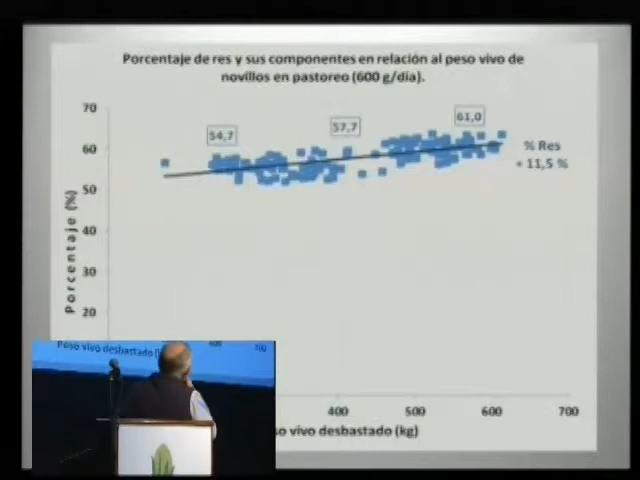 Porcentaje de res y sus componentes en relación al peso vivo de
novillos en pastoreo (600 g/día).
70
60
50
40
30
20
Porcentaje (%)
54,7
57,7
61,0
% Res
+ 11,5 %
400
500
600
700
vivo desbastado (kg)
Peso vivo desbastado
600
700